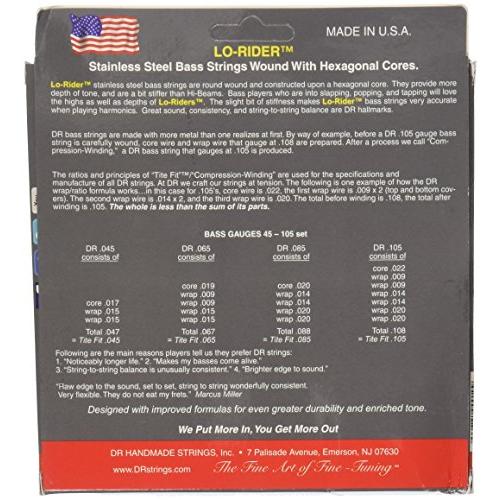 MADE IN U.S.A.
LO-RIDER™
Stainless Steel Bass Strings Wound With Hexagonal Cores.
Lo-Rider™ stainless steel bass strings are round wound and constructed upon a hexagonal core. They provide more
depth of tone, and are a bit stiffer than Hi-Beams. Bass players who are into slapping, popping, and tapping will love
the highs as well as depths of Lo-Riders™. The slight bit of stiffness makes Lo-Rider™ bass strings very accurate
when playing harmonics. Great sound, consistency, and string-to-string balance are DR hallmarks.
DR bass strings are made with more metal than one realizes at first. By way of example, before a DR .105 gauge bass
string is carefully wound, core wire and wrap wire that gauge at .108 are prepared. After a process we call "Com-
pression-Winding," a DR bass string that gauges at .105 is produced.
The ratios and principles of "Tite Fit"™/"Compression-Winding" are used for the specifications and
manufacture of all DR strings. At DR we craft our strings at tension. The following is one example of how the DR
wrap/ratio formula works...in this case for 105's, core wire is .022, the first wrap wire is .009 x 2 (top and bottom cov-
ers). The second wrap wire is .014 x 2, and the third wrap wire is .020. The total before winding is .108, the total after
winding is .105. The whole is less than the sum of its parts.
BASS GAUGES 45 – 105 set
DR .045 DR .065 DR .085 DR .105
consists of consists of consists of consists of
core .022
wrap .009
core .019 core .020 wrap .009
core .017 wrap .009 wrap .014 wrap .014
wrap .015 wrap .009 wrap .014 wrap .014
wrap .015 wrap .015 wrap .020 wrap .020
wrap .015 wrap .020 wrap .020
Total .047 Total .067 Total .088 Total .108
= Tite Fit .045 = Tite Fit .065 = Tite Fit .085 = Tite Fit .105
Following are the main reasons players tell us they prefer DR strings:
1. "Noticeably longer life." 2. "Makes my basses come alive."
3. "String-to-string balance is unusually consistent." 4. "Brighter edge to sound."
"Raw edge to the sound, set to set, string to string wonderfully consistent.
Very flexible. They do not eat my frets." Marcus Miller
Designed with improved formulas for even greater durability and enriched tone.
We Put More In, You Get More Out
DR HANDMADE STRINGS, Inc. • 7 Palisade Avenue, Emerson, NJ 07630
www.DRstrings.com The Fine Art of Fine-Tuning™